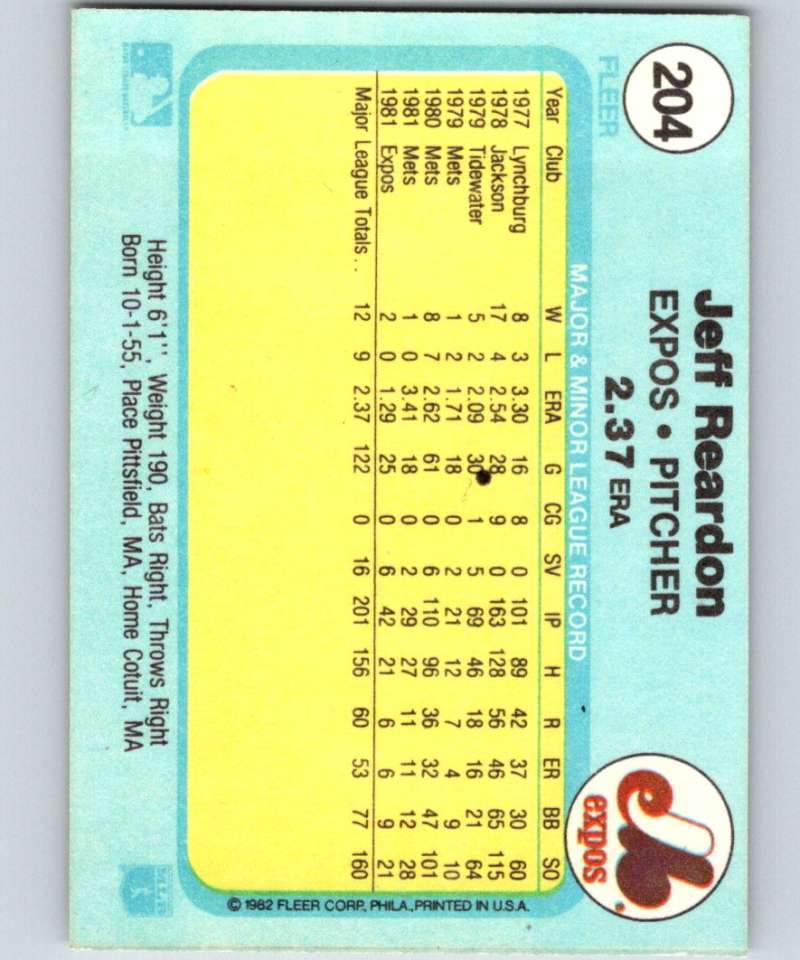 204
FLEER
Jeff Reardon
EXPOS • PITCHER
2.37 ERA
expos
MAJOR & MINOR LEAGUE RECORD
Year Club W L ERA G CG SV IP H R ER BB SO
1977 Lynchburg 8 3 3.30 16 8 0 101 89 42 37 30 60
1978 Jackson 17 4 2.54 28 9 0 163 128 56 46 65 115
1979 Tidewater 5 2 2.09 30 1 5 69 46 18 16 21 64
1979 Mets 1 2 1.71 18 0 2 21 12 7 4 9 10
1980 Mets 8 7 2.62 61 0 6 110 96 36 32 47 101
1981 Mets 1 0 3.41 18 0 2 29 27 11 11 12 28
1981 Expos 2 0 1.29 25 0 6 42 21 6 6 9 21
Major League Totals.. 12 9 2.37 122 0 16 201 156 60 53 77 160
© 1982 FLEER CORP. PHILA., PRINTED IN U.S.A.
Height 6'1'', Weight 190, Bats Right, Throws Right
Born 10-1-55, Place Pittsfield, MA, Home Cotuit, MA